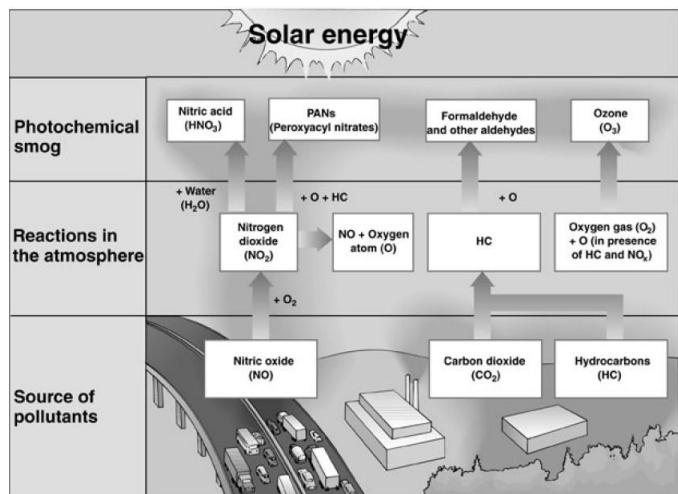 Solar energy
Photochemical
smog
Nitric acid
(HNO₃)
PANs
(Peroxyacyl nitrates)
Formaldehyde
and other aldehydes
Ozone
(O₃)
Reactions in
the atmosphere
+ Water
(H₂O)
+ O + HC
+ O
Nitrogen
dioxide
(NO₂)
NO + Oxygen
atom (O)
HC
Oxygen gas (O₂)
+ O (in presence
of HC and NOₓ)
+ O₂
Source of
pollutants
Nitric oxide
(NO)
Carbon dioxide
(CO₂)
Hydrocarbons
(HC)